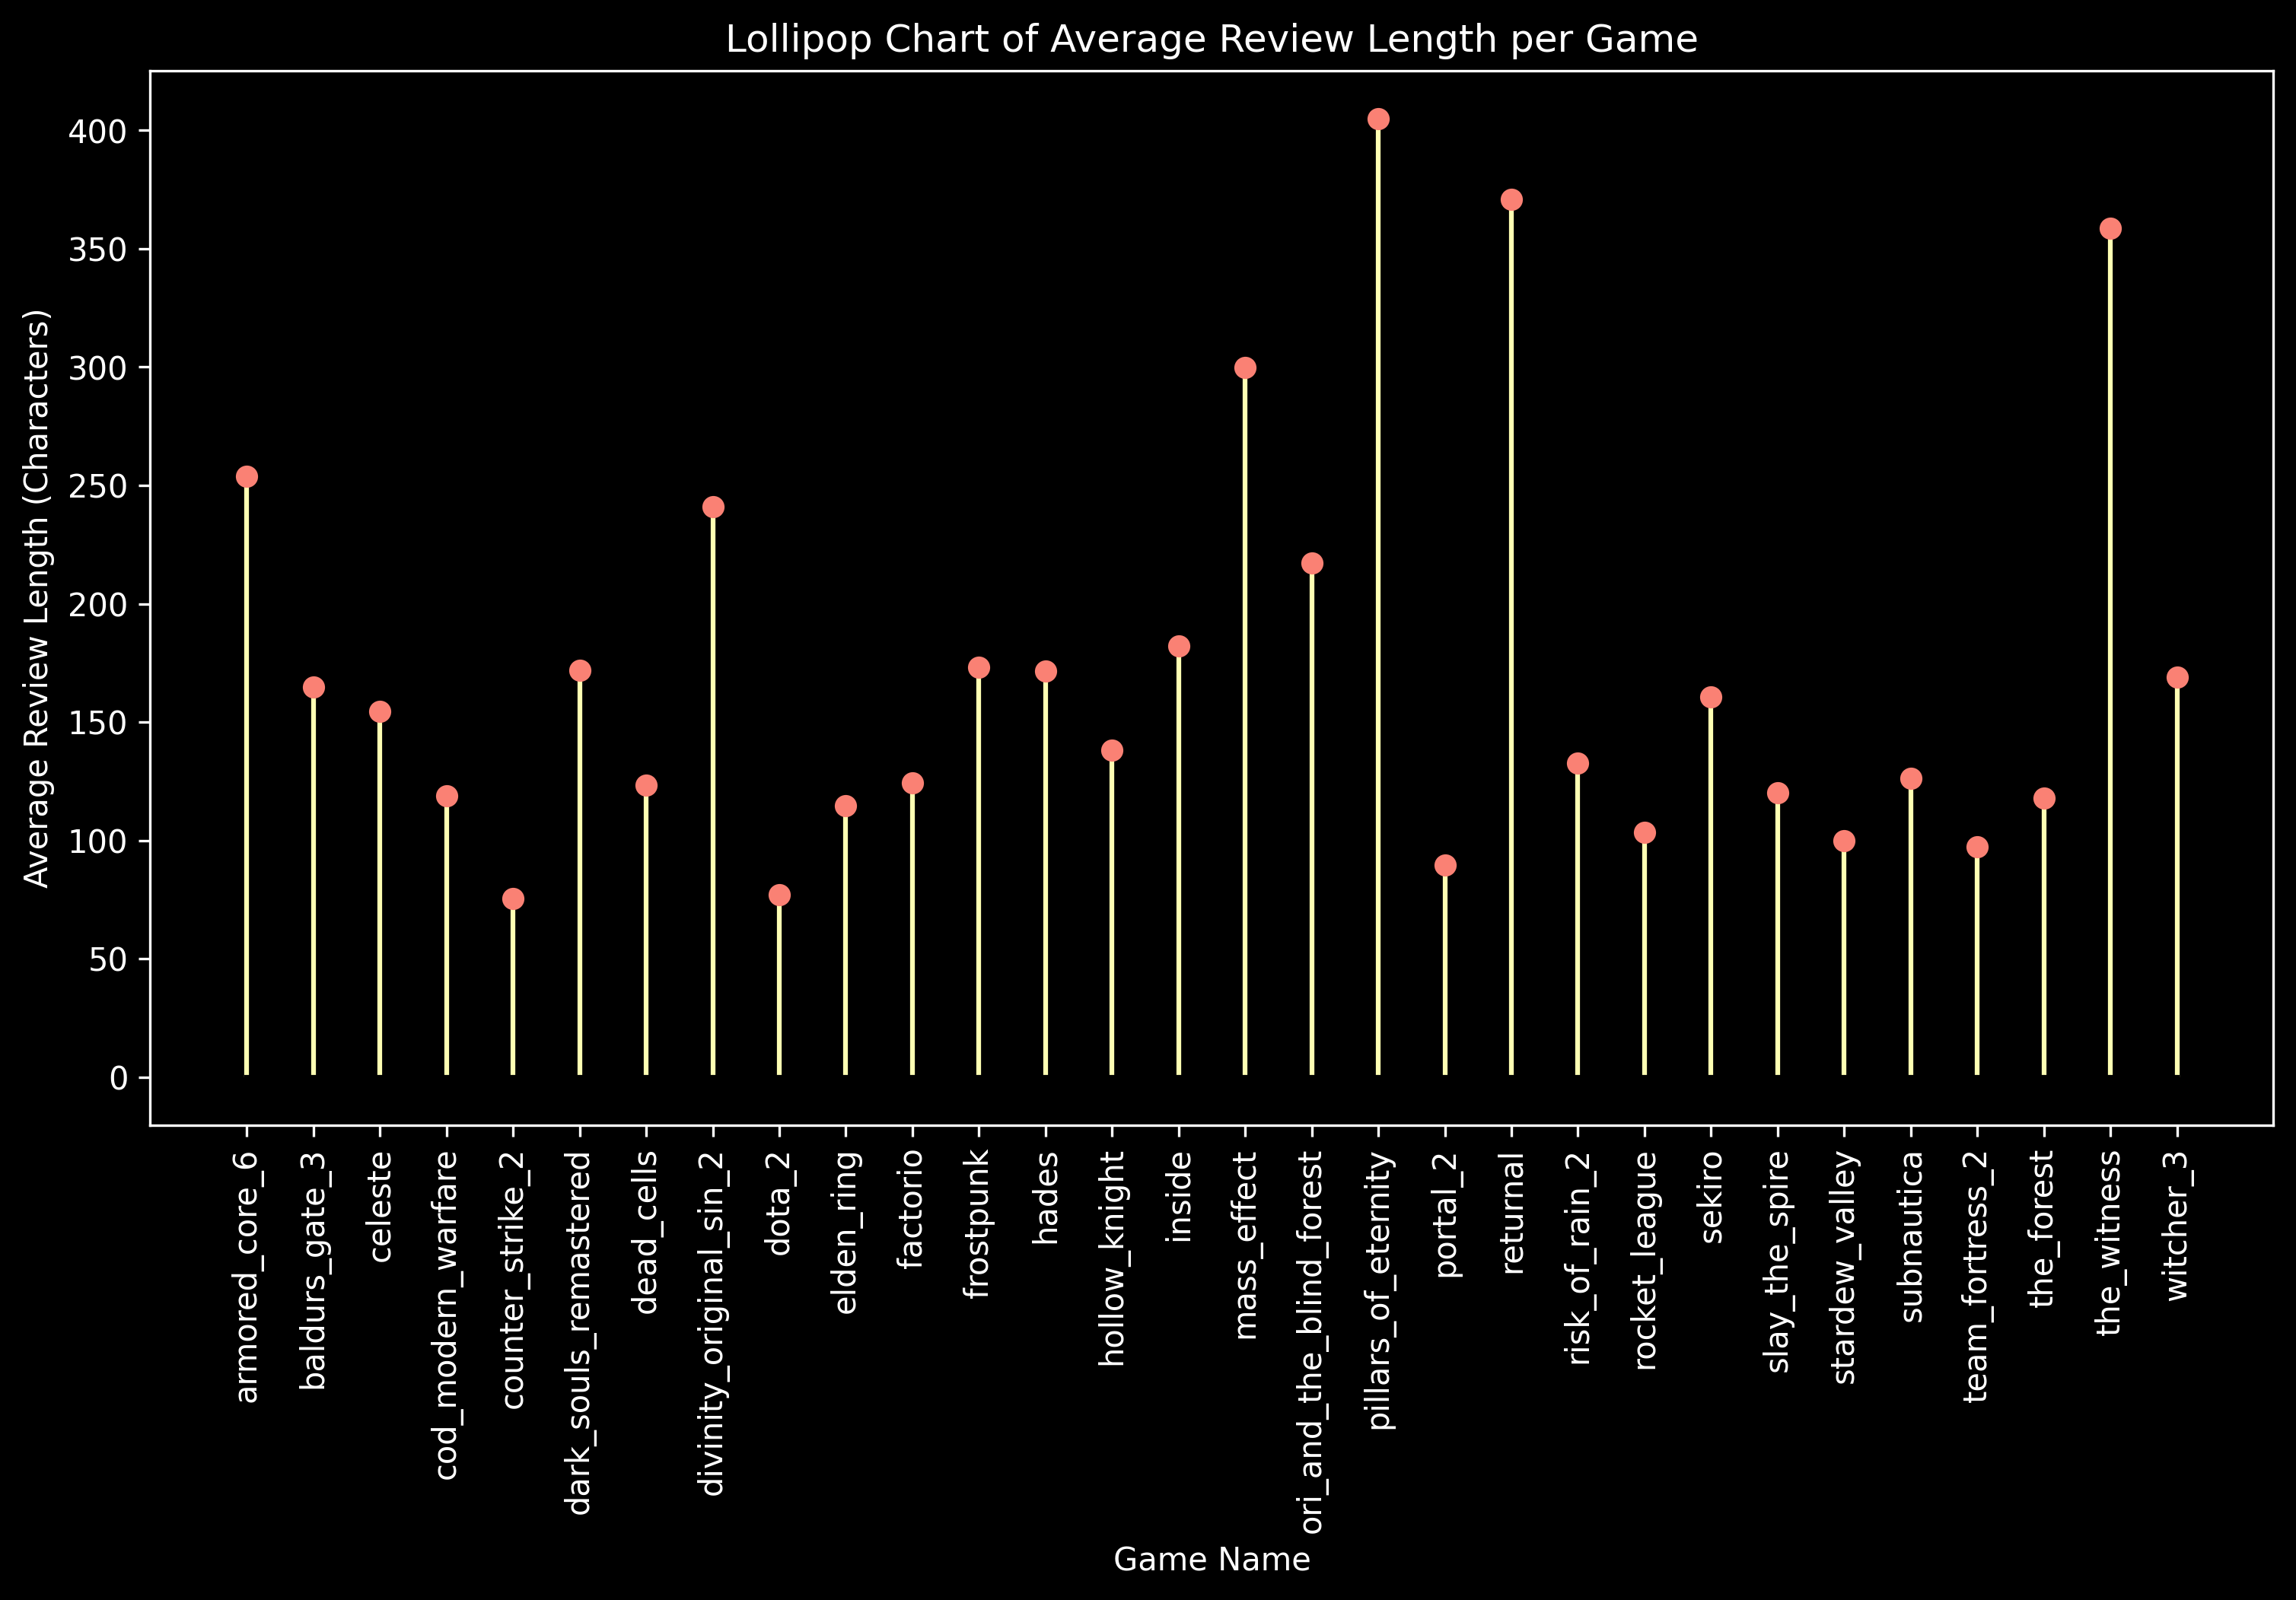 Lollipop Chart of Average Review Length per Game
Average Review Length (Characters)
400
350
300
250
200
150
100
50
0
armored_core_6
baldurs_gate_3
celeste
cod_modern_warfare
counter_strike_2
dark_souls_remastered
dead_cells
divinity_original_sin_2
dota_2
elden_ring
factorio
frostpunk
hades
hollow_knight
inside
mass_effect
ori_and_the_blind_forest
pillars_of_eternity
portal_2
returnal
risk_of_rain_2
rocket_league
sekiro
slay_the_spire
stardew_valley
subnautica
team_fortress_2
the_forest
the_witness
witcher_3
Game Name